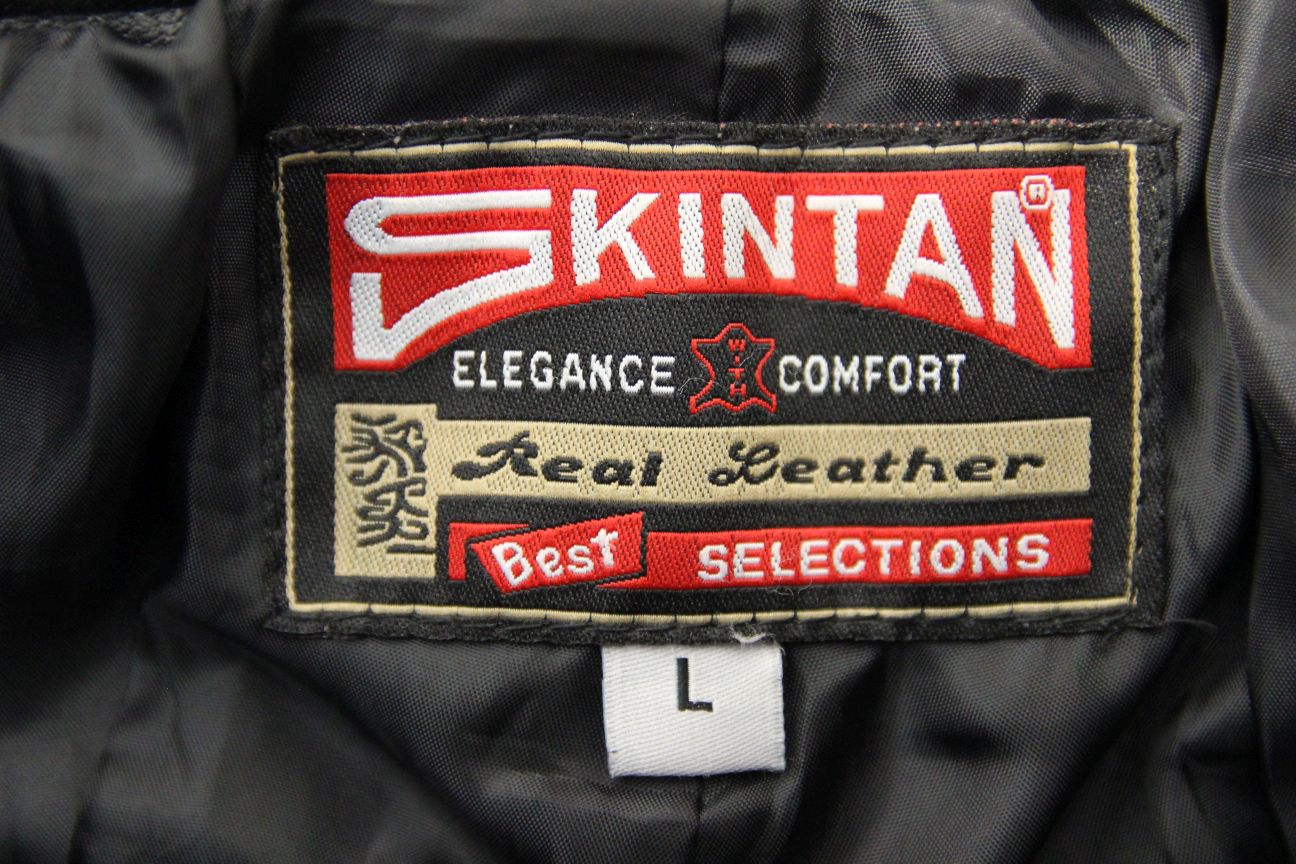 SKINTAN®
ELEGANCE WITH COMFORT
Real Leather
Best SELECTIONS
L